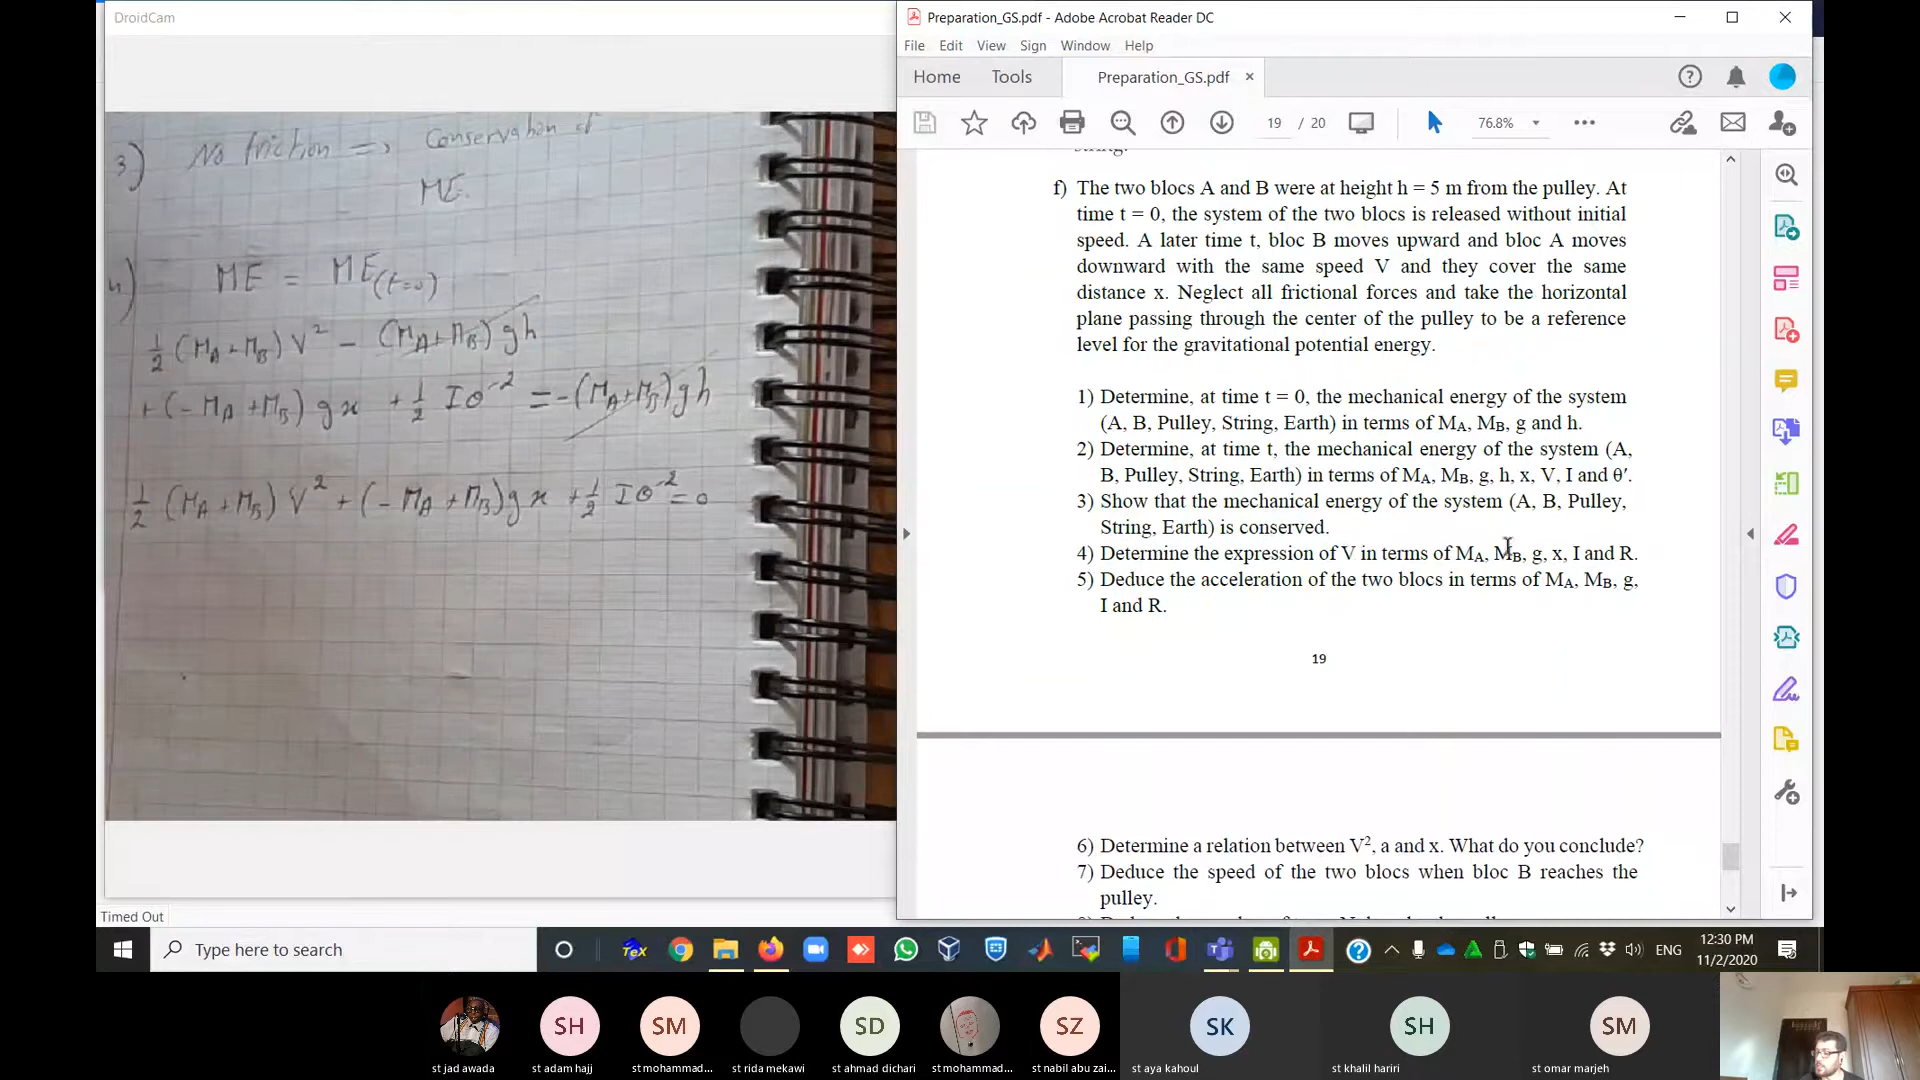 DroidCam
Preparation_GS.pdf - Adobe Acrobat Reader DC
File Edit View Sign Window Help
Home Tools Preparation_GS.pdf ×
19 / 20 76.8%
3) No friction => Conservation of
ME.
4) ME = ME(t=0)
½ (MA+MB) V² - (MA+MB) gh
+ (-MA+MB) gx + ½ Iθ'² = -(MA+MB) gh
½ (MA+MB) V² + (-MA+MB) gx + ½ Iθ'² = 0
string.
f) The two blocs A and B were at height h = 5 m from the pulley. At
time t = 0, the system of the two blocs is released without initial
speed. A later time t, bloc B moves upward and bloc A moves
downward with the same speed V and they cover the same
distance x. Neglect all frictional forces and take the horizontal
plane passing through the center of the pulley to be a reference
level for the gravitational potential energy.
1) Determine, at time t = 0, the mechanical energy of the system
(A, B, Pulley, String, Earth) in terms of MA, MB, g and h.
2) Determine, at time t, the mechanical energy of the system (A,
B, Pulley, String, Earth) in terms of MA, MB, g, h, x, V, I and θ′.
3) Show that the mechanical energy of the system (A, B, Pulley,
String, Earth) is conserved.
4) Determine the expression of V in terms of MA, MB, g, x, I and R.
5) Deduce the acceleration of the two blocs in terms of MA, MB, g,
I and R.
19
6) Determine a relation between V², a and x. What do you conclude?
7) Deduce the speed of the two blocs when bloc B reaches the
pulley.
Timed Out
Type here to search
TeX
ENG
12:30 PM
11/2/2020
SH SM SD SZ SK SH SM
st jad awada st adam hajj st mohammad... st rida mekawi st ahmad dichari st mohammad... st nabil abu zai... st aya kahoul st khalil hariri st omar marjeh